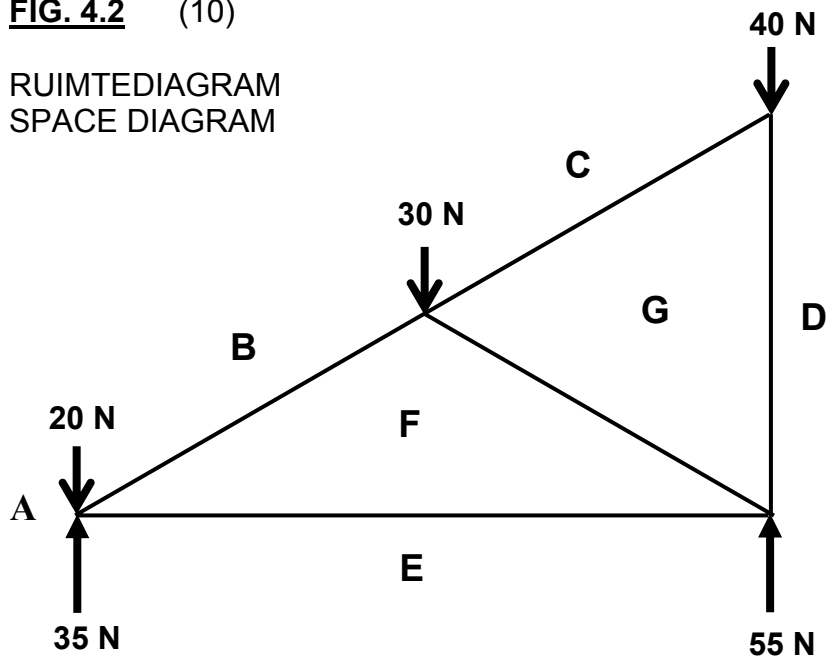 FIG. 4.2 (10)
40 N
RUIMTEDIAGRAM
SPACE DIAGRAM
C
30 N
G
D
B
20 N
F
A
E
35 N
55 N